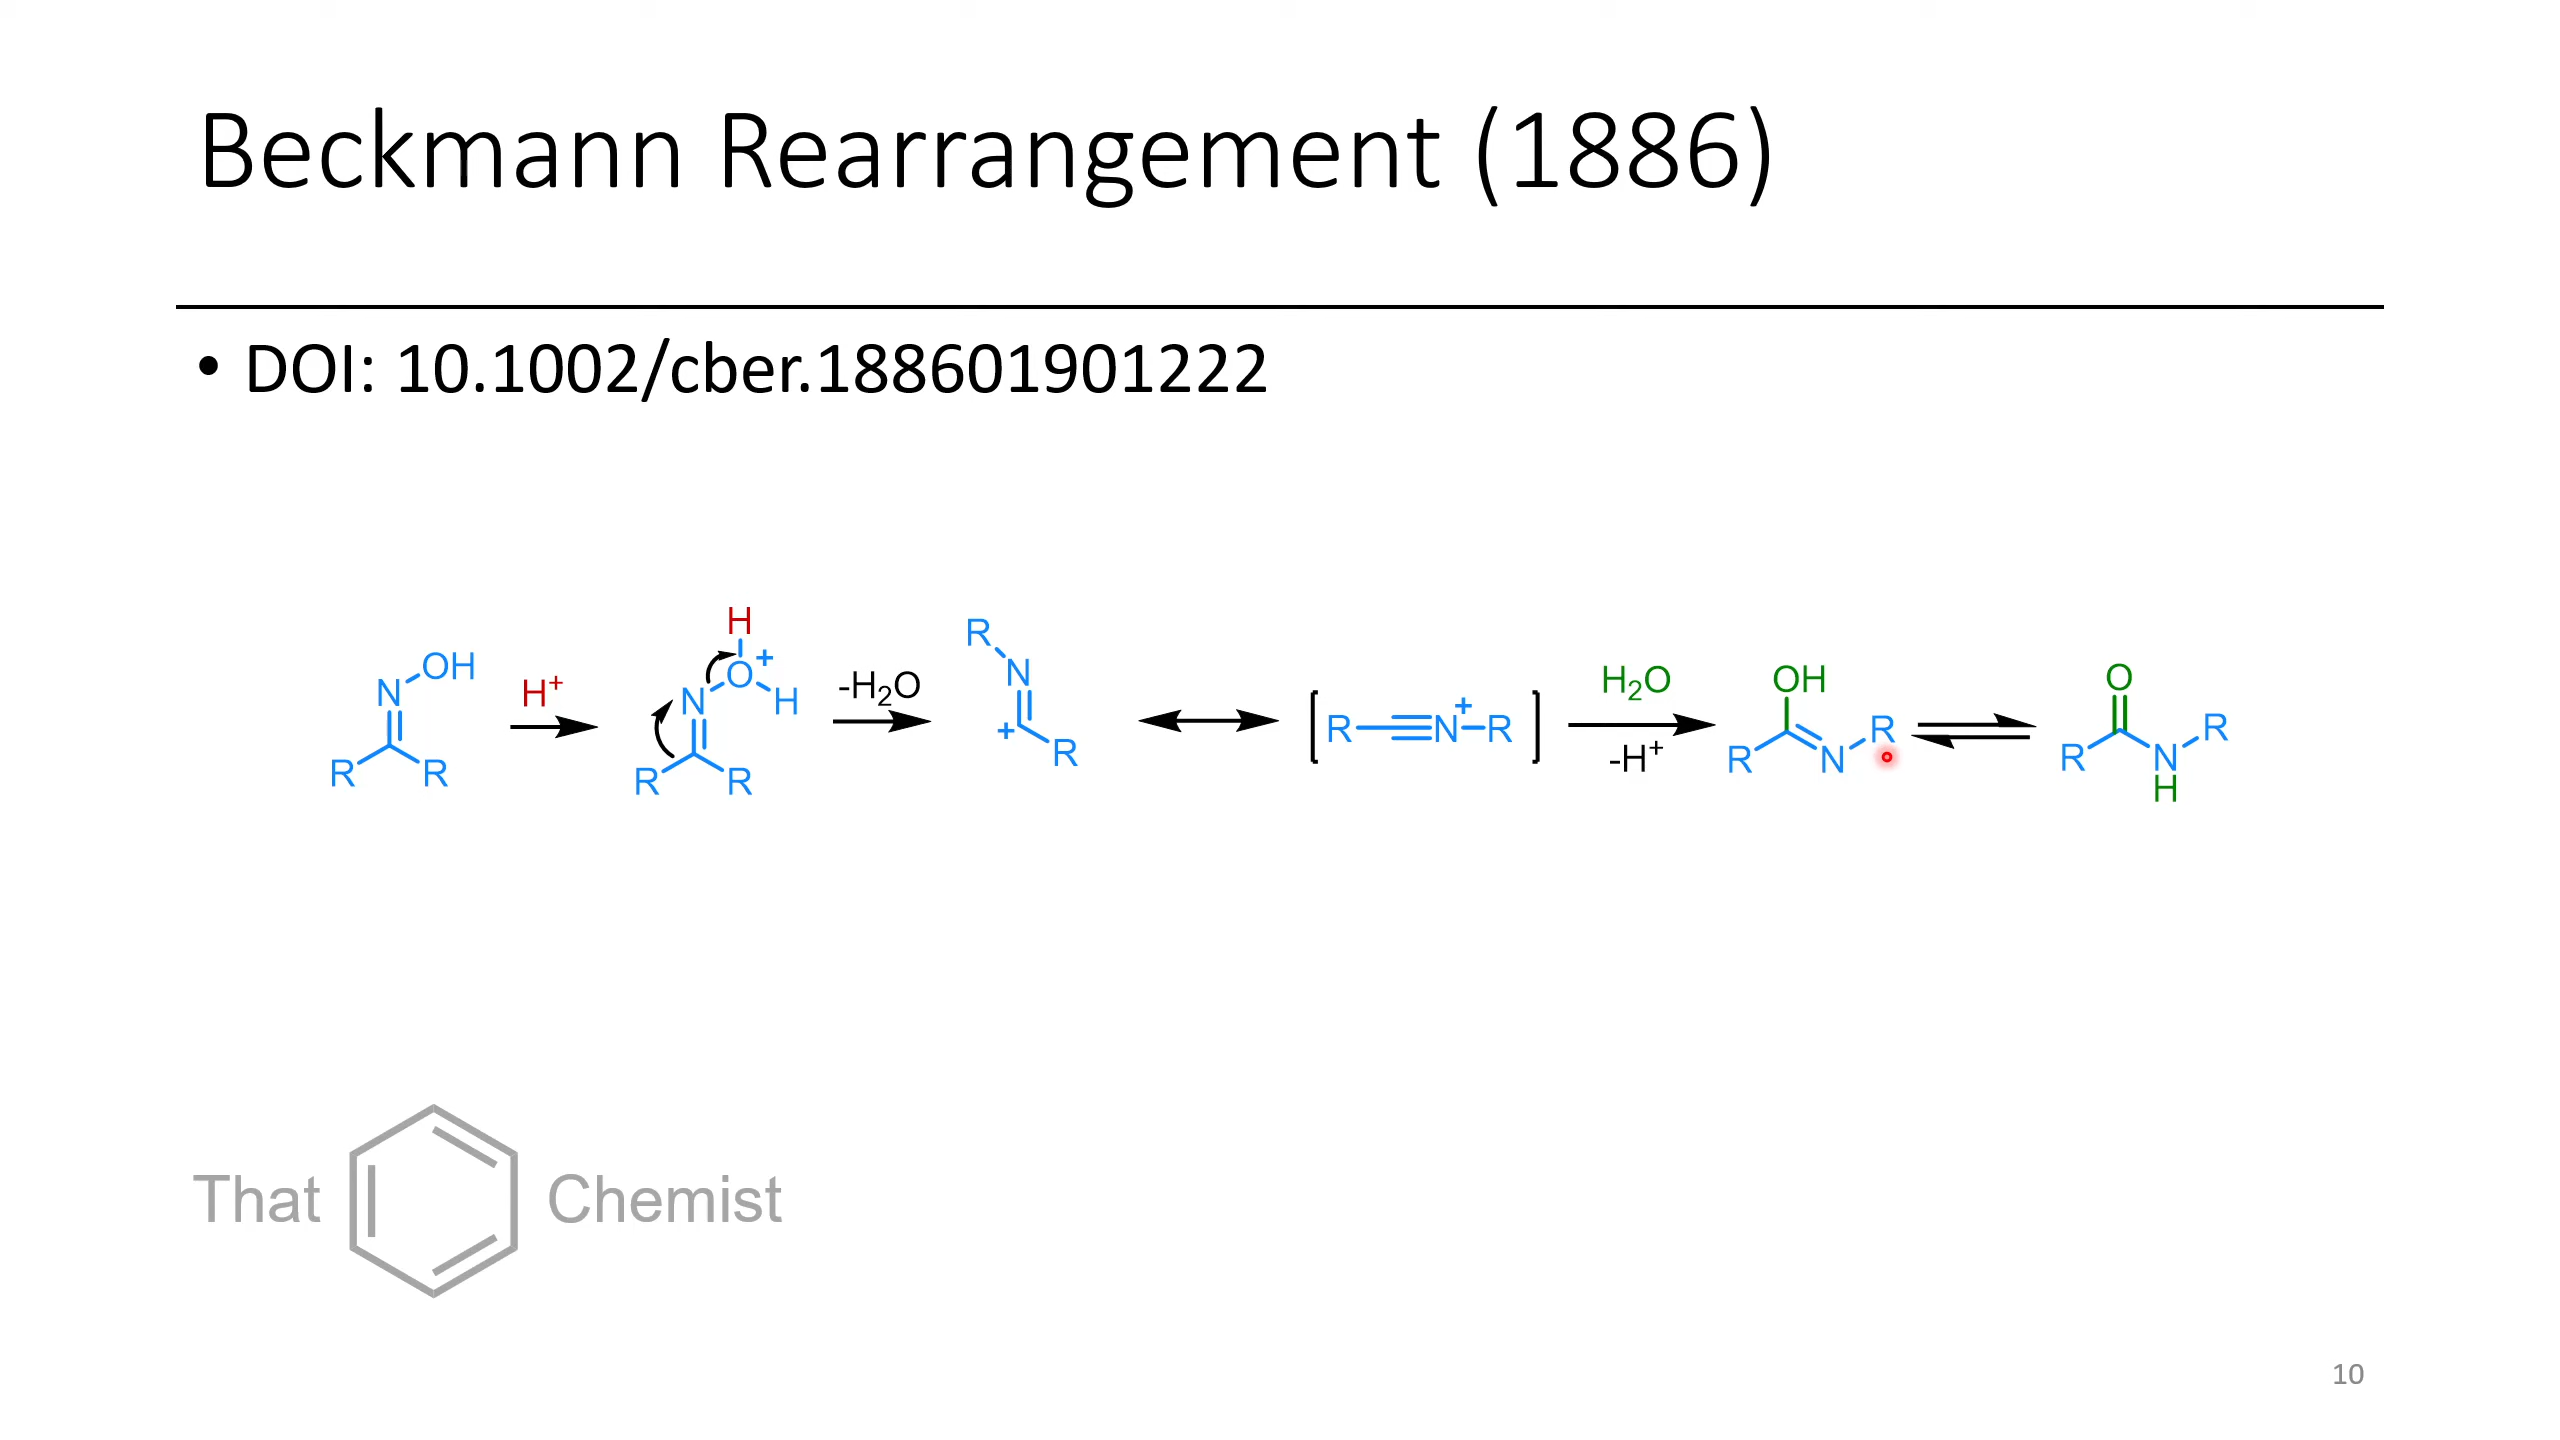 Beckmann Rearrangement (1886)
• DOI: 10.1002/cber.188601901222
N OH R R
H⁺
H O + H N R R
-H₂O
R N + R
[R N⁺ R]
H₂O
-H⁺
OH R N R
O R N H R
That Chemist
10